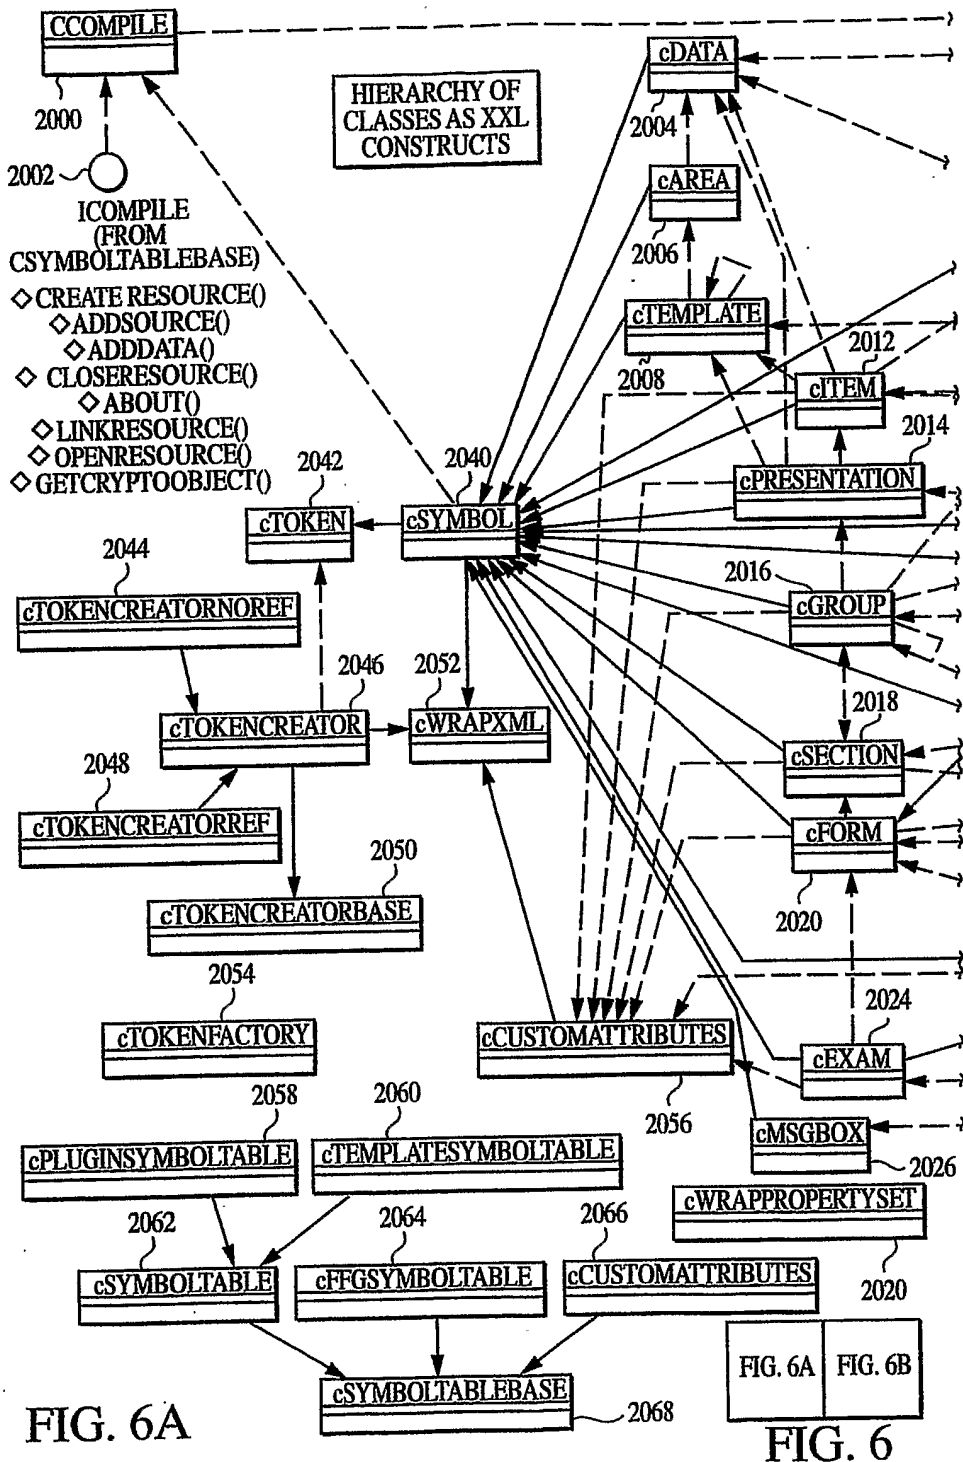 CCOMPILE
2000
2002
ICOMPILE
(FROM
CSYMBOLTABLEBASE)
◇CREATE RESOURCE()
◇ADDSOURCE()
◇ADDDATA()
◇ CLOSERESOURCE()
◇ ABOUT()
◇LINKRESOURCE()
◇OPENRESOURCE()
◇GETCRYPTOOBJECT()
HIERARCHY OF
CLASSES AS XXL
CONSTRUCTS
cDATA
2004
cAREA
2006
cTEMPLATE
2008
2012
cITEM
2014
cPRESENTATION
2042
cTOKEN
2040
cSYMBOL
2044
cTOKENCREATORNOREF
2016
cGROUP
2046
cTOKENCREATOR
2052
cWRAPXML
2018
cSECTION
2048
cTOKENCREATORREF
cFORM
2020
2050
cTOKENCREATORBASE
2054
cTOKENFACTORY
cCUSTOMATTRIBUTES
2056
2024
cEXAM
2058
cPLUGINSYMBOLTABLE
2060
cTEMPLATESYMBOLTABLE
cMSGBOX
2026
cWRAPPROPERTYSET
2020
2062
cSYMBOLTABLE
2064
cFFGSYMBOLTABLE
2066
cCUSTOMATTRIBUTES
cSYMBOLTABLEBASE
2068
FIG. 6A
FIG. 6B
FIG. 6A
FIG. 6